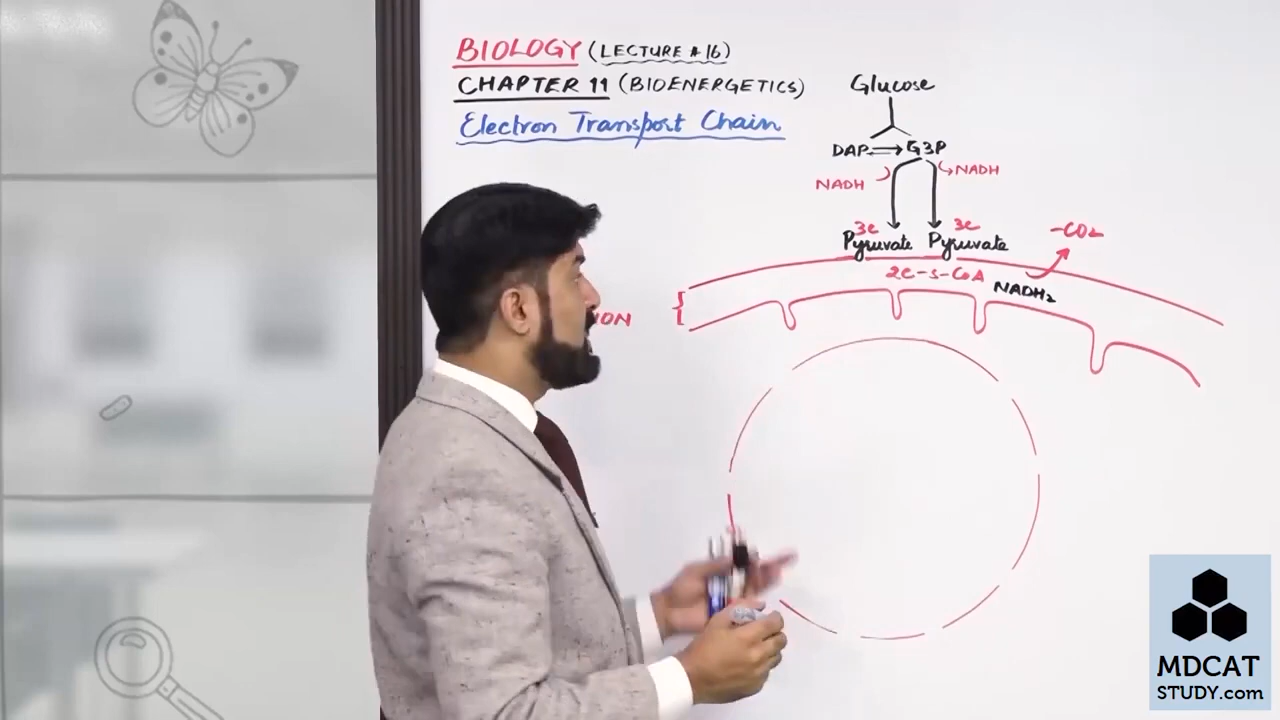 BIOLOGY (LECTURE # 16)
CHAPTER 11 (BIOENERGETICS)
Electron Transport Chain
Glucose
DAP G3P
NADH NADH
3c 3c
Pyruvate Pyruvate
-CO2
2C-S-CoA NADH2
ION
MDCAT
STUDY.com